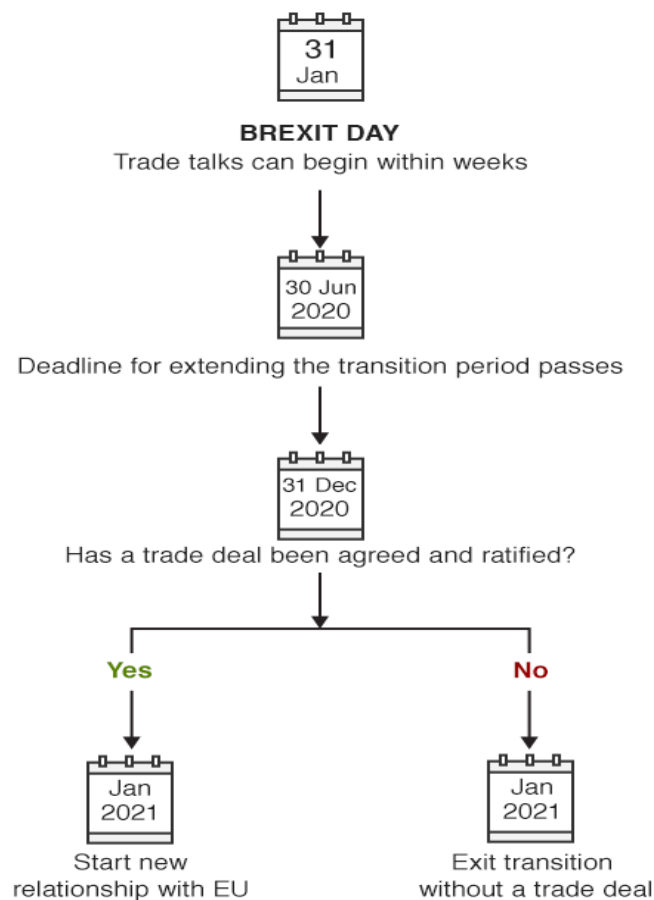 31
Jan
BREXIT DAY
Trade talks can begin within weeks
30 Jun
2020
Deadline for extending the transition period passes
31 Dec
2020
Has a trade deal been agreed and ratified?
Yes
No
Jan
2021
Jan
2021
Start new
relationship with EU
Exit transition
without a trade deal